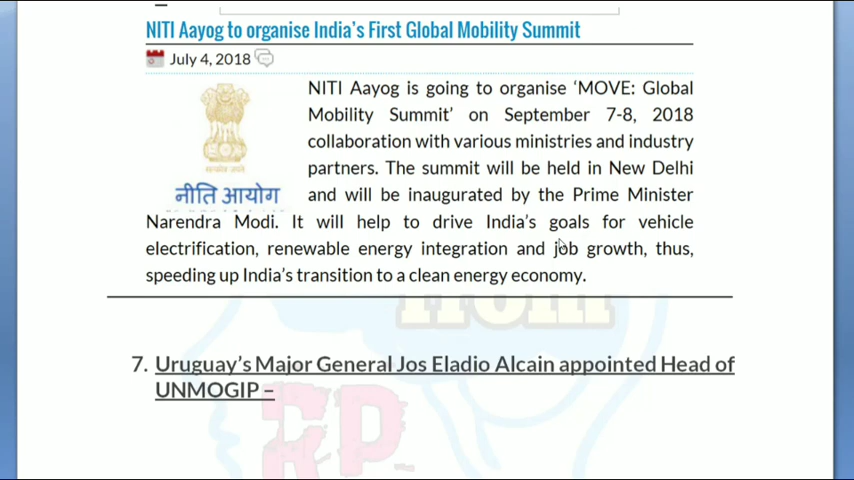 NITI Aayog to organise India's First Global Mobility Summit
July 4, 2018
NITI Aayog is going to organise 'MOVE: Global
Mobility Summit' on September 7-8, 2018
collaboration with various ministries and industry
partners. The summit will be held in New Delhi
and will be inaugurated by the Prime Minister
Narendra Modi. It will help to drive India's goals for vehicle
electrification, renewable energy integration and job growth, thus,
speeding up India's transition to a clean energy economy.
सत्यमेव जयते
नीति आयोग
7. Uruguay's Major General Jos Eladio Alcain appointed Head of
UNMOGIP –